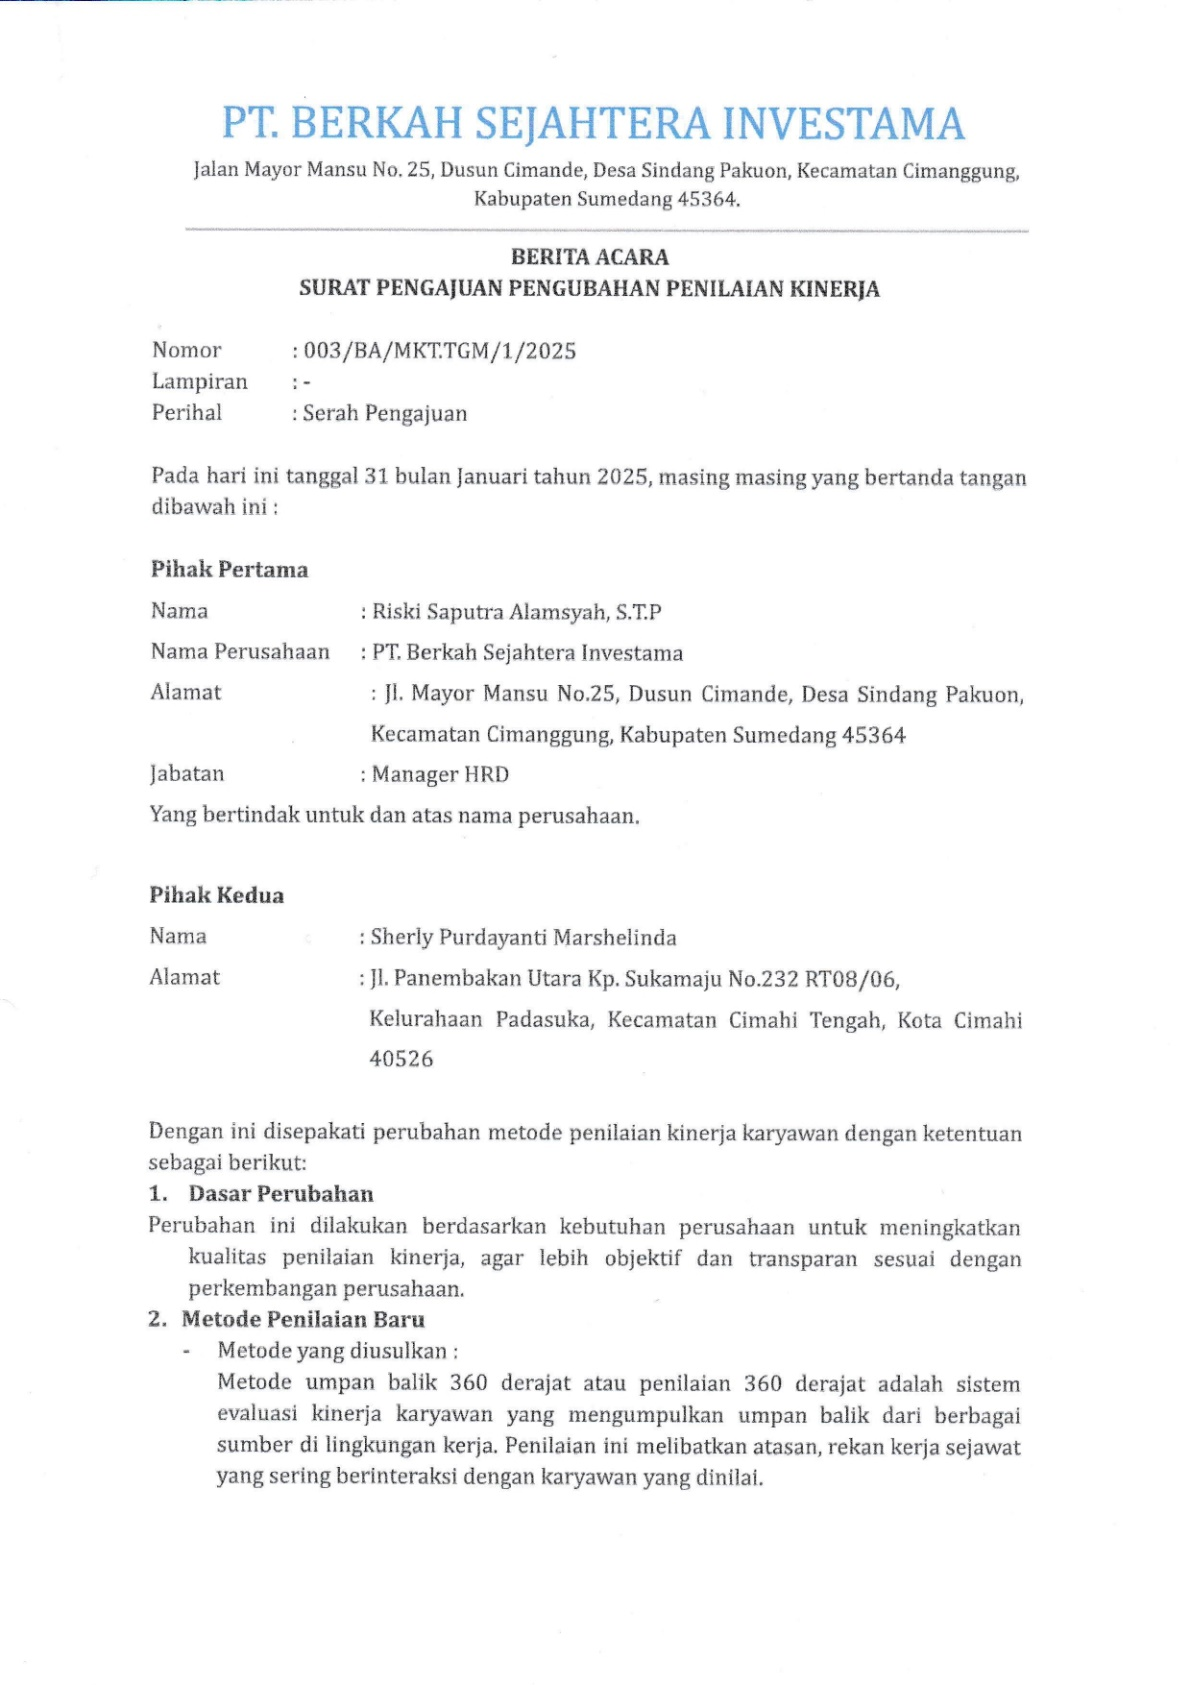 PT. BERKAH SEJAHTERA INVESTAMA
Jalan Mayor Mansu No. 25, Dusun Cimande, Desa Sindang Pakuon, Kecamatan Cimanggung,
Kabupaten Sumedang 45364.
BERITA ACARA
SURAT PENGAJUAN PENGUBAHAN PENILAIAN KINERJA
Nomor : 003/BA/MKT.TGM/1/2025
Lampiran : -
Perihal : Serah Pengajuan
Pada hari ini tanggal 31 bulan Januari tahun 2025, masing masing yang bertanda tangan
dibawah ini :
Pihak Pertama
Nama : Riski Saputra Alamsyah, S.T.P
Nama Perusahaan : PT. Berkah Sejahtera Investama
Alamat : Jl. Mayor Mansu No.25, Dusun Cimande, Desa Sindang Pakuon,
Kecamatan Cimanggung, Kabupaten Sumedang 45364
Jabatan : Manager HRD
Yang bertindak untuk dan atas nama perusahaan.
Pihak Kedua
Nama : Sherly Purdayanti Marshelinda
Alamat : Jl. Panembakan Utara Kp. Sukamaju No.232 RT08/06,
Kelurahaan Padasuka, Kecamatan Cimahi Tengah, Kota Cimahi
40526
Dengan ini disepakati perubahan metode penilaian kinerja karyawan dengan ketentuan
sebagai berikut:
1. Dasar Perubahan
Perubahan ini dilakukan berdasarkan kebutuhan perusahaan untuk meningkatkan
kualitas penilaian kinerja, agar lebih objektif dan transparan sesuai dengan
perkembangan perusahaan.
2. Metode Penilaian Baru
- Metode yang diusulkan :
Metode umpan balik 360 derajat atau penilaian 360 derajat adalah sistem
evaluasi kinerja karyawan yang mengumpulkan umpan balik dari berbagai
sumber di lingkungan kerja. Penilaian ini melibatkan atasan, rekan kerja sejawat
yang sering berinteraksi dengan karyawan yang dinilai.